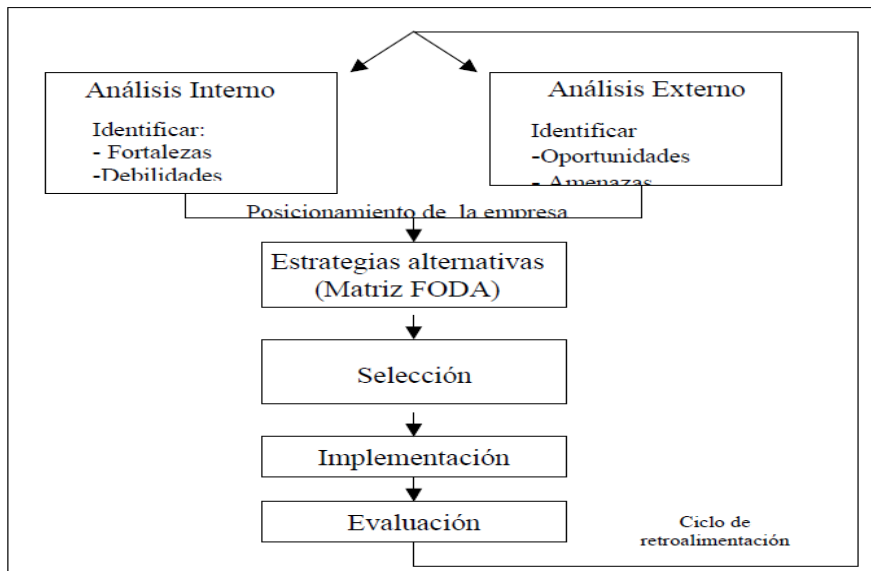 Análisis Interno
Identificar:
- Fortalezas
-Debilidades
Análisis Externo
Identificar
-Oportunidades
- Amenazas
Posicionamiento de la empresa
Estrategias alternativas
(Matriz FODA)
Selección
Implementación
Evaluación
Ciclo de
retroalimentación